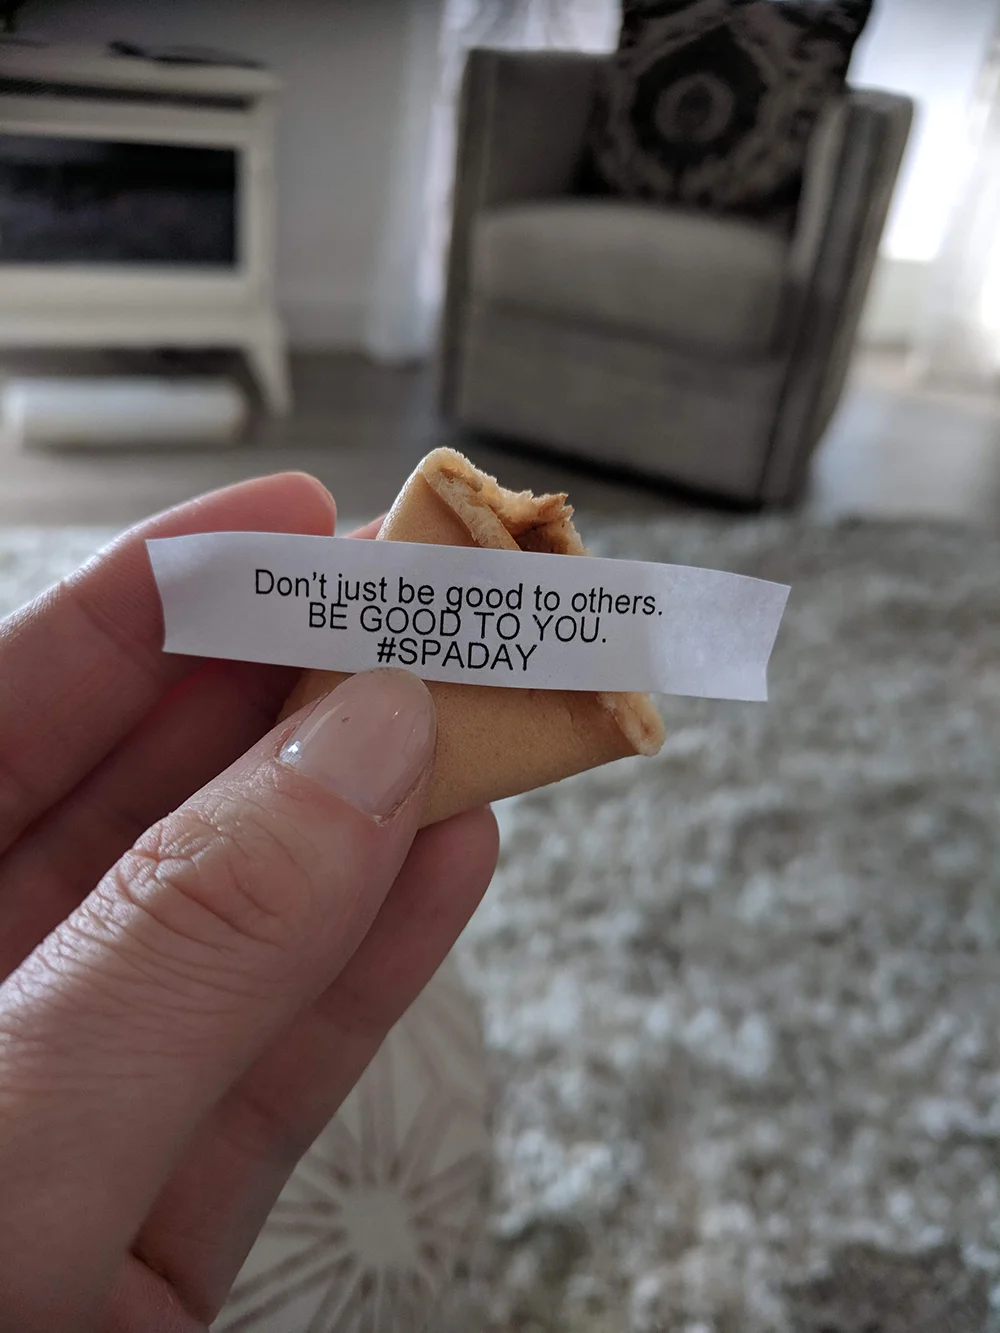 Don't just be good to others.
BE GOOD TO YOU.
#SPADAY